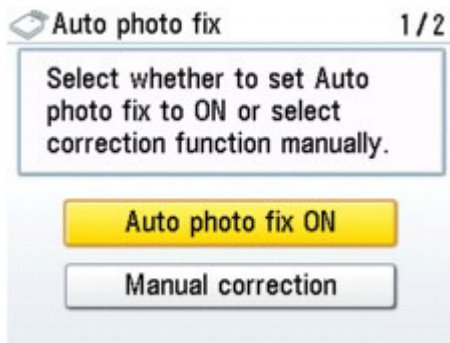 Auto photo fix 1/2
Select whether to set Auto
photo fix to ON or select
correction function manually.
Auto photo fix ON
Manual correction